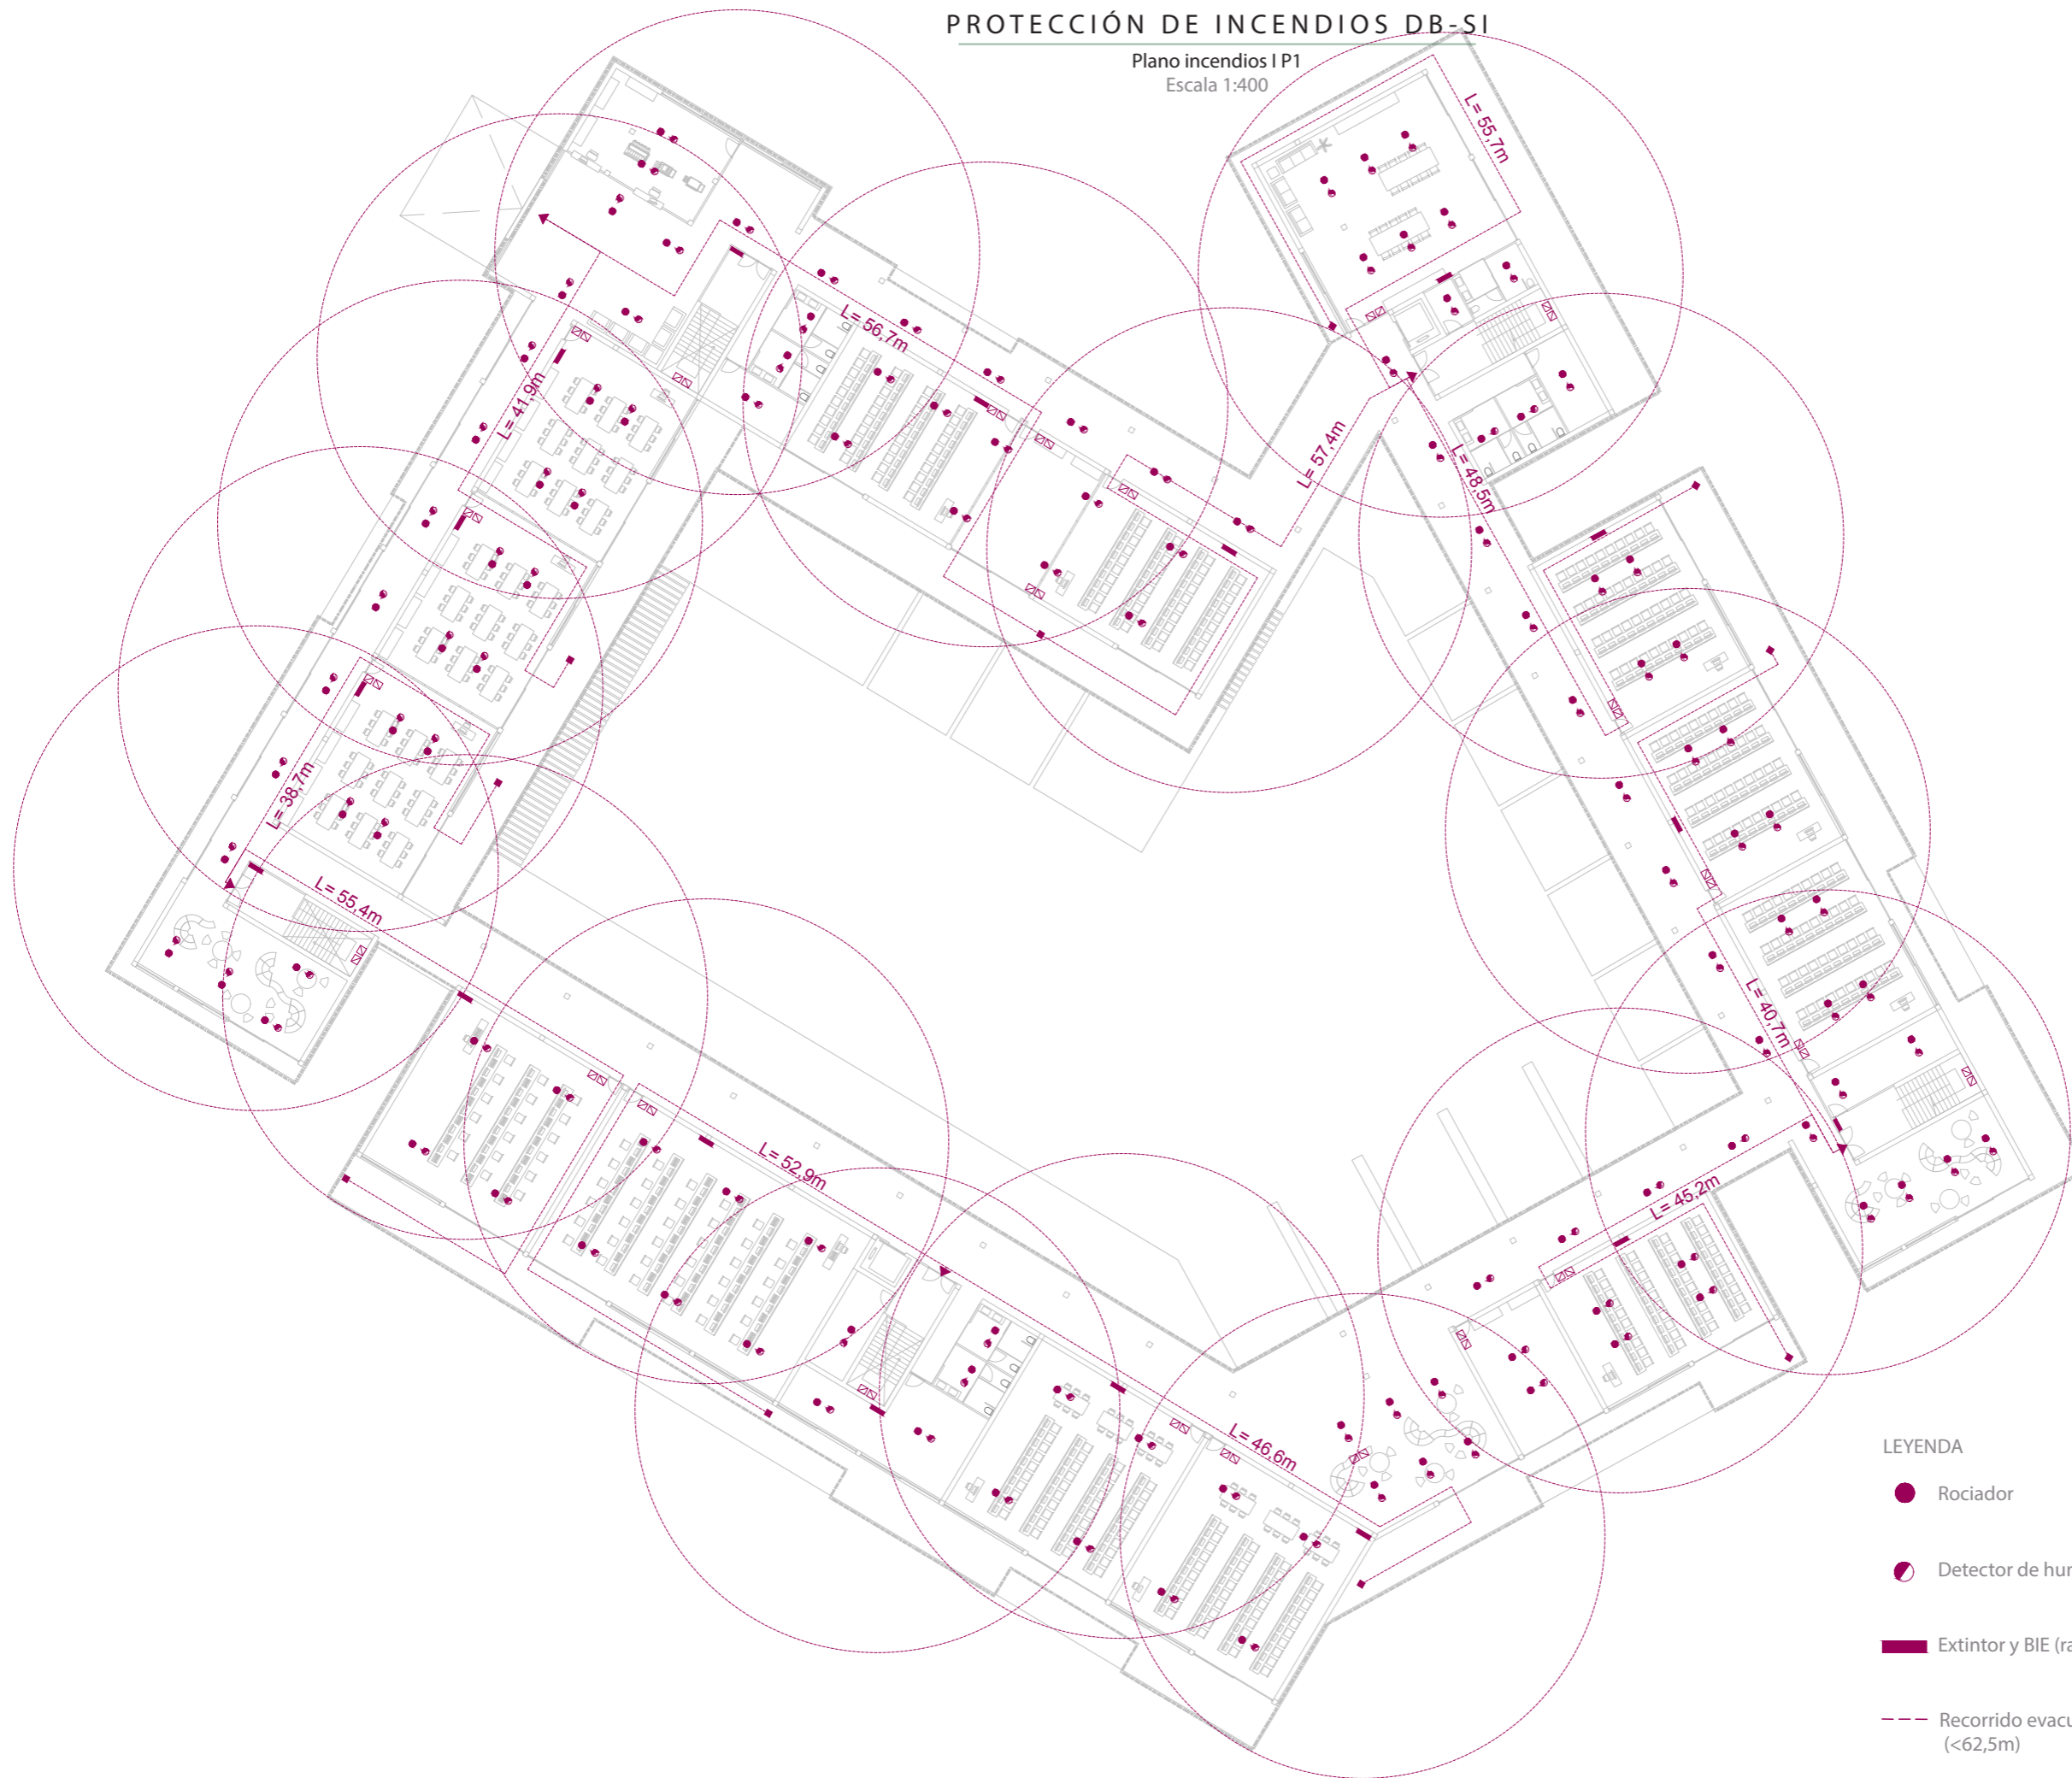 PROTECCIÓN DE INCENDIOS DB-SI
Plano incendios I P1
Escala 1:400
L= 55,7m
L= 56,7m
L= 41,9m
L= 57,4m
L= 48,5m
L= 38,7m
L= 55,4m
L= 40,7m
L= 52,9m
L= 45,2m
L= 46,6m
LEYENDA
Rociador
Detector de hu
Extintor y BIE (ra
Recorrido evacu
(<62,5m)